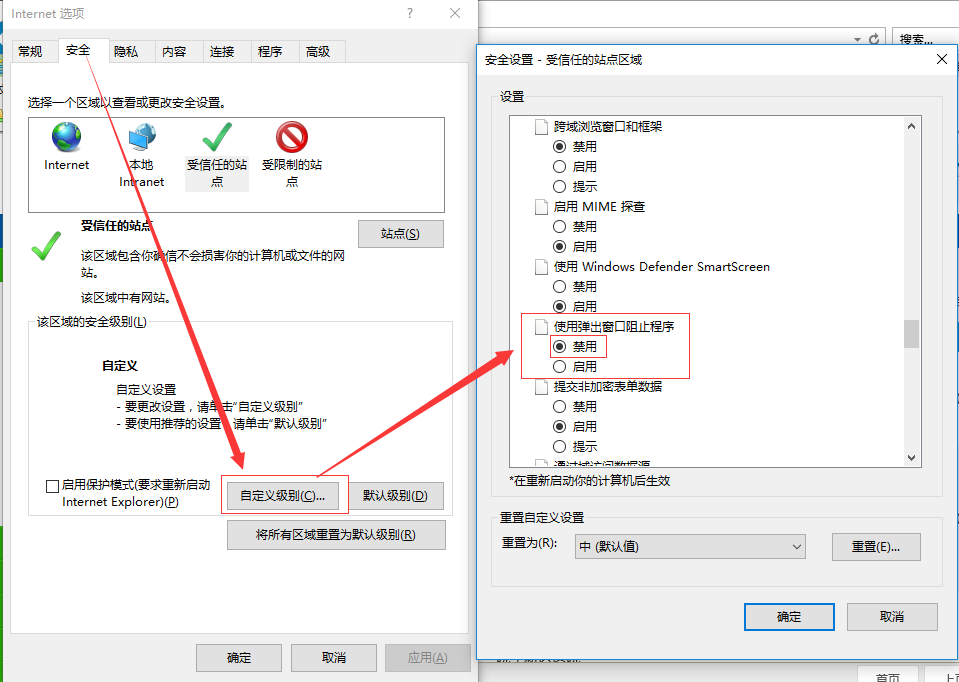 Internet 选项
?
常规
安全
隐私
内容
连接
程序
高级
选择一个区域以查看或更改安全设置。
Internet
本地
Intranet
受信任的站
点
受限制的站
点
受信任的站点
站点(S)
该区域包含你确信不会损害你的计算机或文件的网
站。
该区域中有网站。
该区域的安全级别(L)
自定义
自定义设置
- 要更改设置，请单击“自定义级别”
- 要使用推荐的设置，请单击“默认级别”
启用保护模式(要求重新启动
Internet Explorer)(P)
自定义级别(C)...
默认级别(D)
将所有区域重置为默认级别(R)
确定
取消
应用(A)
搜索...
安全设置 - 受信任的站点区域
设置
跨域浏览窗口和框架
禁用
启用
提示
启用 MIME 探查
禁用
启用
使用 Windows Defender SmartScreen
禁用
启用
使用弹出窗口阻止程序
禁用
启用
提交非加密表单数据
禁用
启用
提示
通过域访问数据源
*在重新启动你的计算机后生效
重置自定义设置
重置为(R):
中 (默认值)
重置(E)...
确定
取消
首页